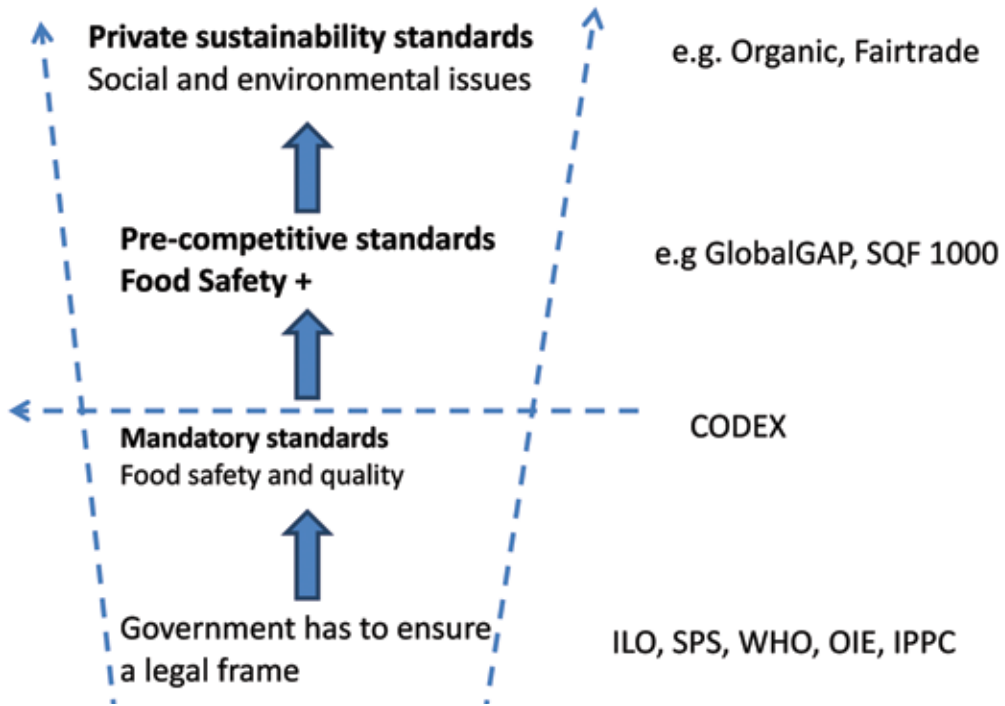 Private sustainability standards
Social and environmental issues
e.g. Organic, Fairtrade
Pre-competitive standards
Food Safety +
e.g GlobalGAP, SQF 1000
Mandatory standards
Food safety and quality
CODEX
Government has to ensure
a legal frame
ILO, SPS, WHO, OIE, IPPC